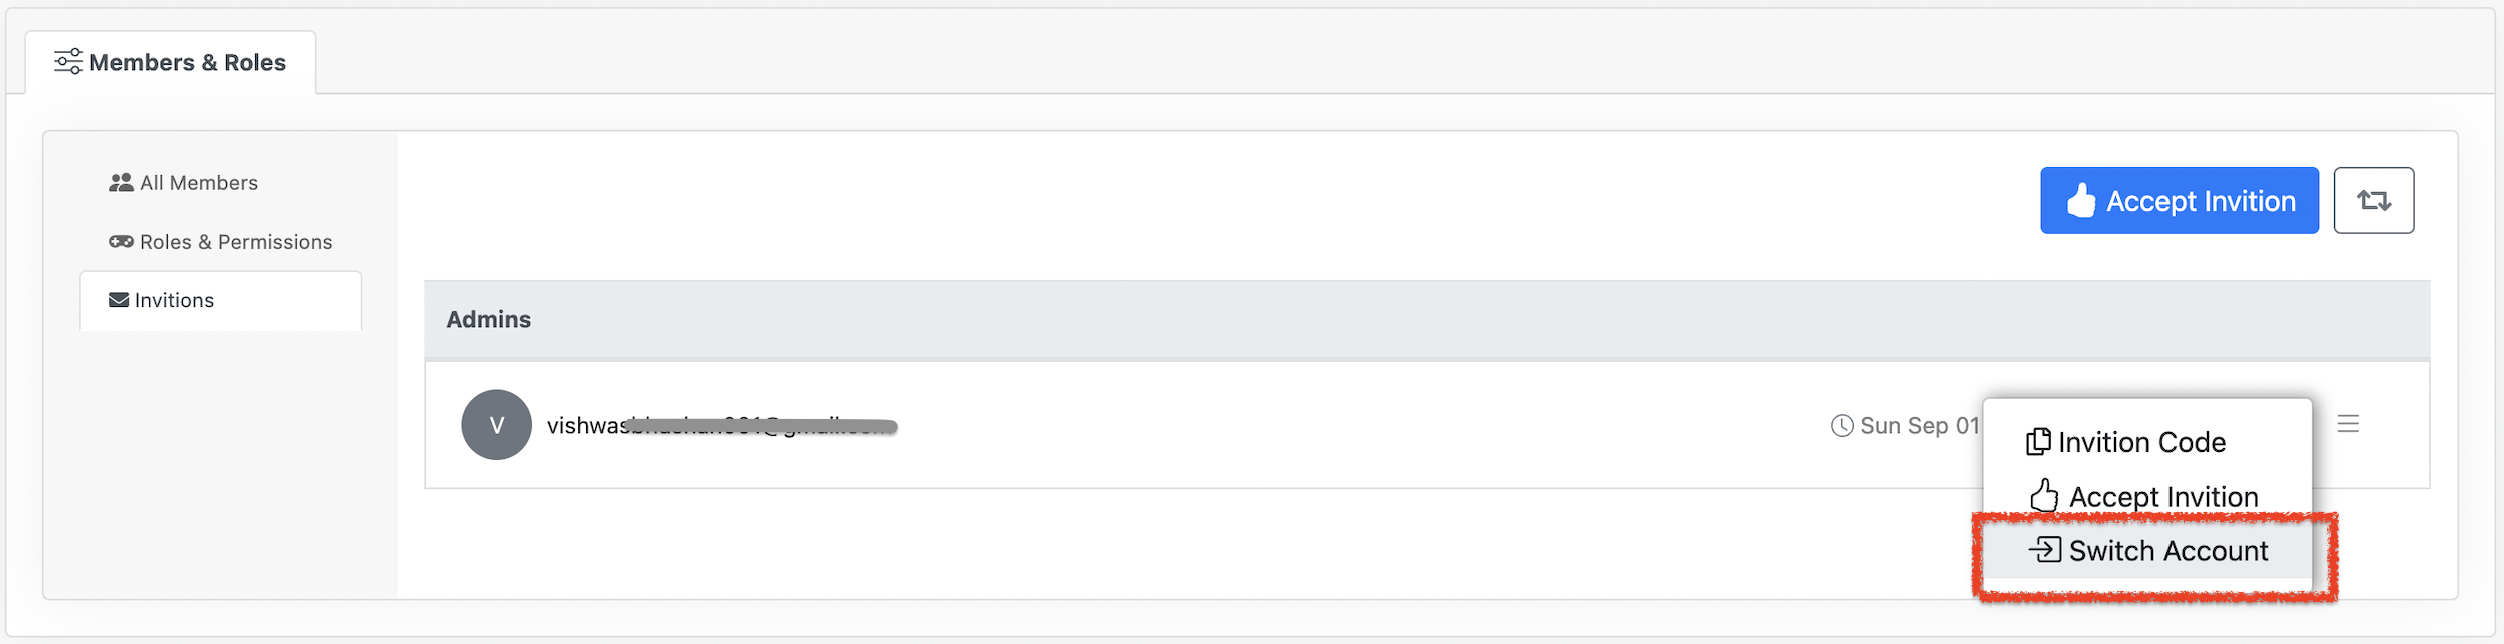 Members & Roles
All Members
Roles & Permissions
Invitions
Accept Invition
Admins
V
vishwas
Sun Sep 01
Invition Code
Accept Invition
Switch Account